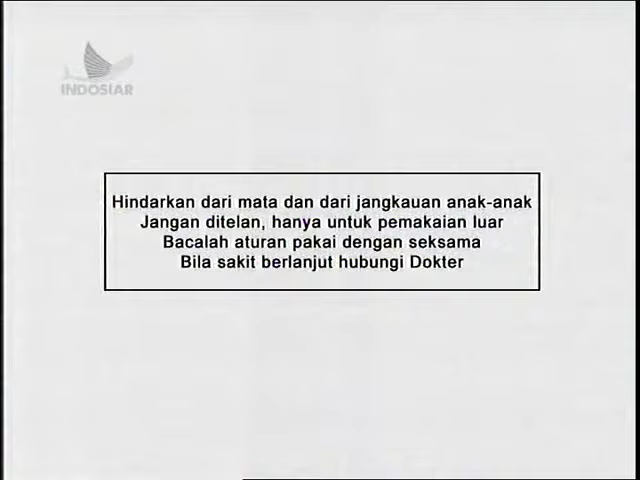 INDOSIAR
Hindarkan dari mata dan dari jangkauan anak-anak
Jangan ditelan, hanya untuk pemakaian luar
Bacalah aturan pakai dengan seksama
Bila sakit berlanjut hubungi Dokter